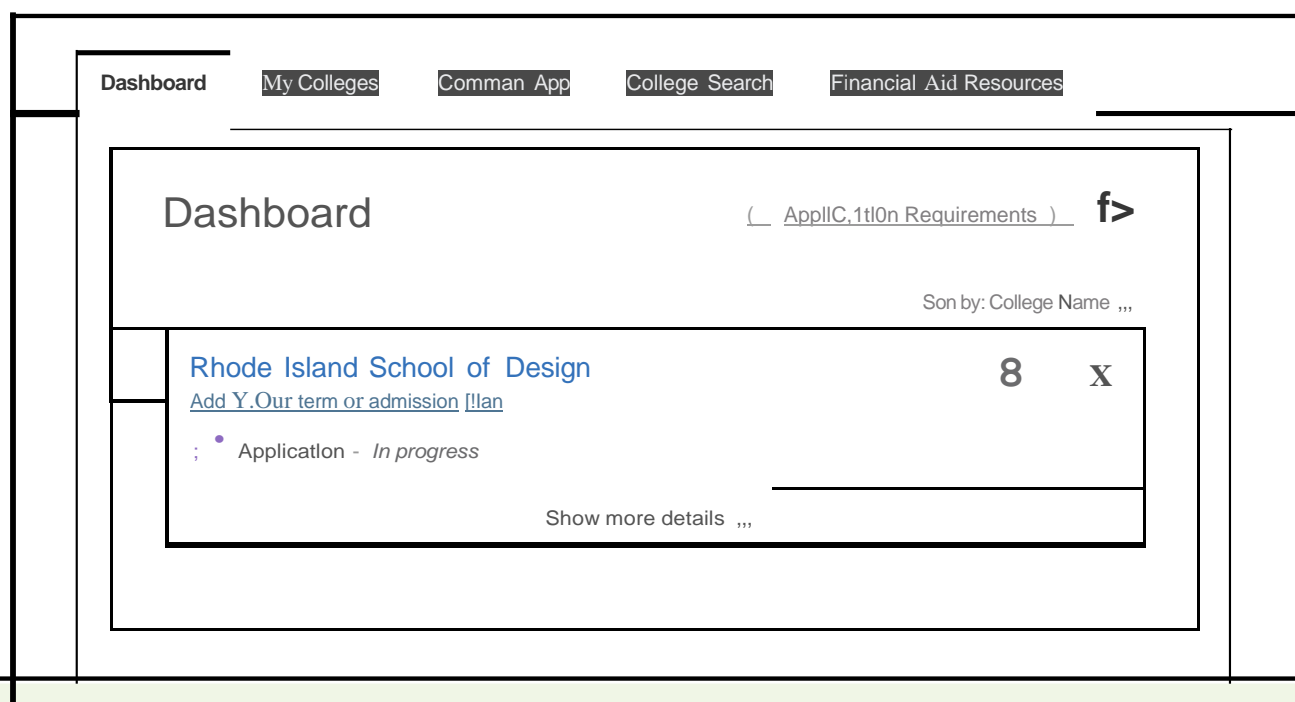 Dashboard My Colleges Comman App College Search Financial Aid Resources
Dashboard ( ApplIC,1tl0n Requirements ) f>
Son by: College Name ,,,
Rhode Island School of Design 8 X
Add Y.Our term or admission [!lan
; • Applicatlon - In progress
Show more details ,,,